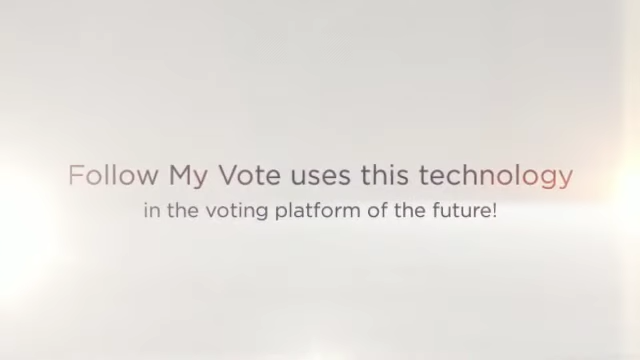 Follow My Vote uses this technology
in the voting platform of the future!